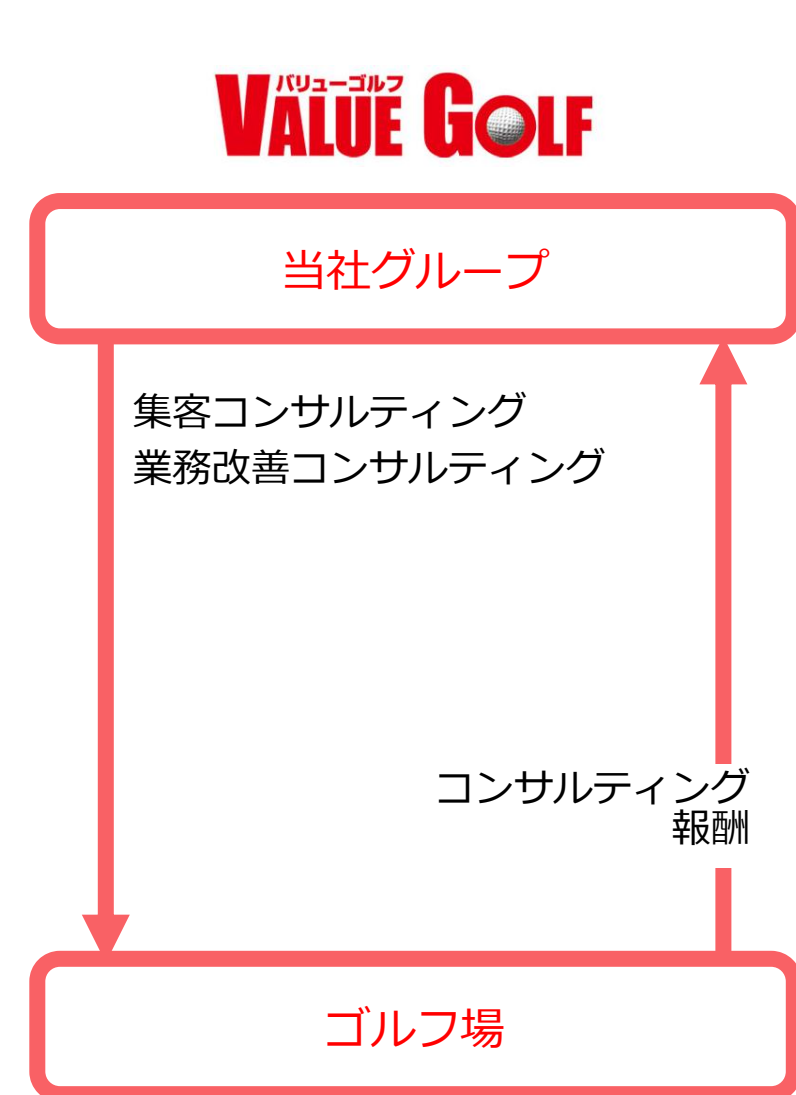 バリューゴルフ
VALUE GOLF
当社グループ
集客コンサルティング
業務改善コンサルティング
コンサルティング
報酬
ゴルフ場